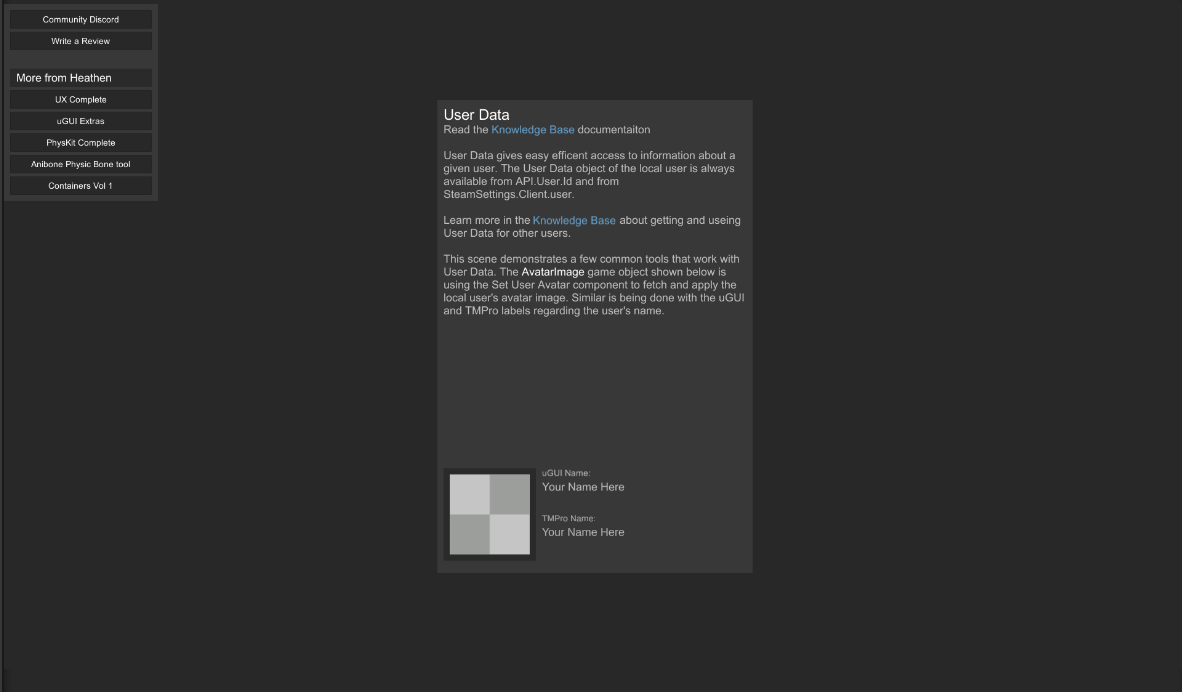 Community Discord
Write a Review
More from Heathen
UX Complete
uGUI Extras
PhysKit Complete
Anibone Physic Bone tool
Containers Vol 1
User Data
Read the Knowledge Base documentaiton
User Data gives easy efficent access to information about a
given user. The User Data object of the local user is always
available from API.User.Id and from
SteamSettings.Client.user.
Learn more in the Knowledge Base about getting and useing
User Data for other users.
This scene demonstrates a few common tools that work with
User Data. The AvatarImage game object shown below is
using the Set User Avatar component to fetch and apply the
local user's avatar image. Similar is being done with the uGUI
and TMPro labels regarding the user's name.
uGUI Name:
Your Name Here
TMPro Name:
Your Name Here